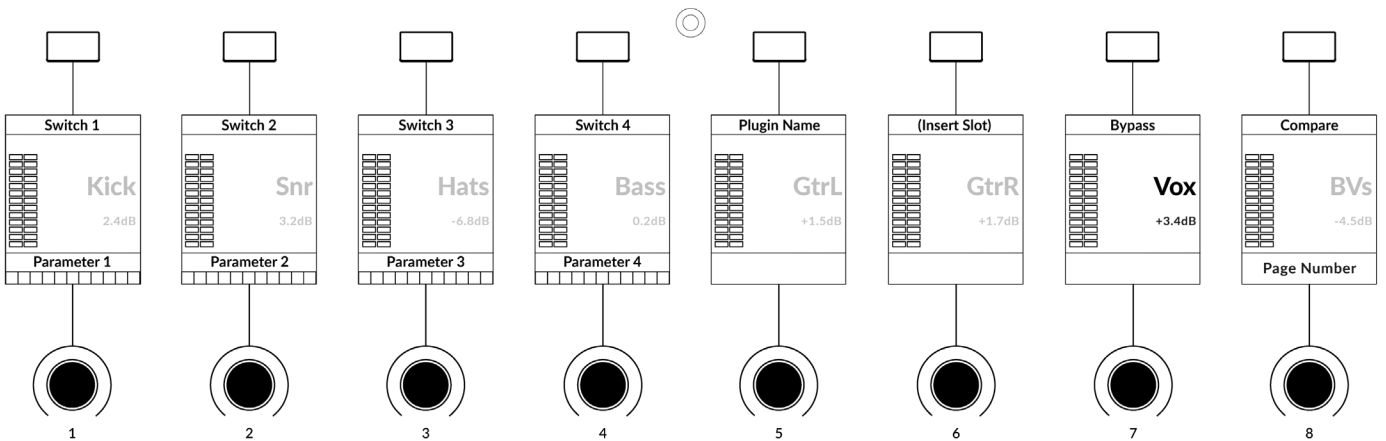 Switch 1
Switch 2
Switch 3
Switch 4
Plugin Name
(Insert Slot)
Bypass
Compare
Kick
Snr
Hats
Bass
GtrL
GtrR
Vox
BVs
2.4dB
3.2dB
-6.8dB
0.2dB
+1.5dB
+1.7dB
+3.4dB
-4.5dB
Parameter 1
Parameter 2
Parameter 3
Parameter 4
Page Number
1
2
3
4
5
6
7
8